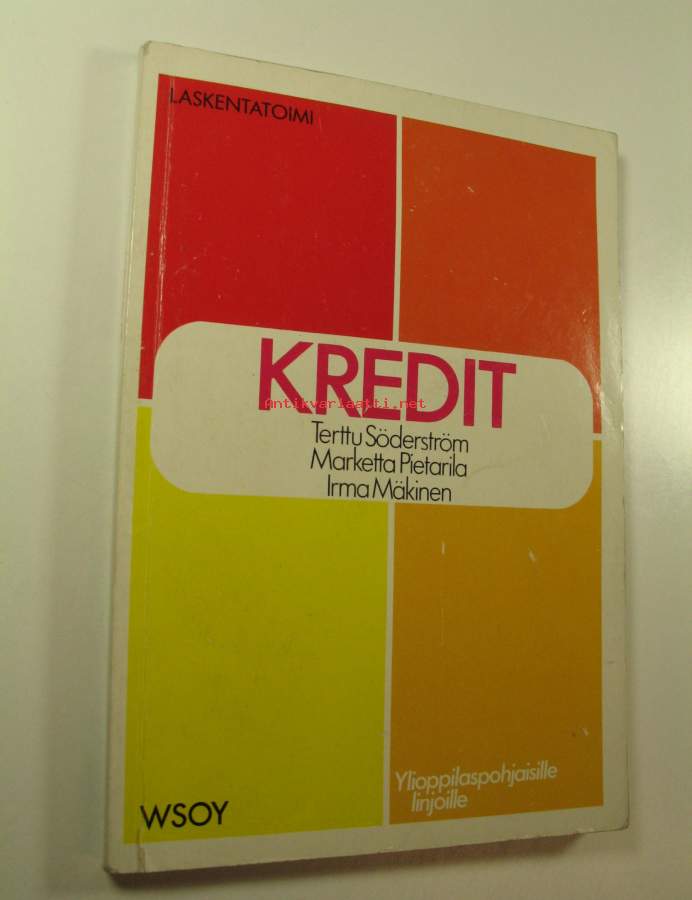 LASKENTATOIMI
KREDIT
Antikvariaatti.net
Terttu Söderström
Marketta Pietarila
Irma Mäkinen
Ylioppilaspohjaisille
linjoille
WSOY